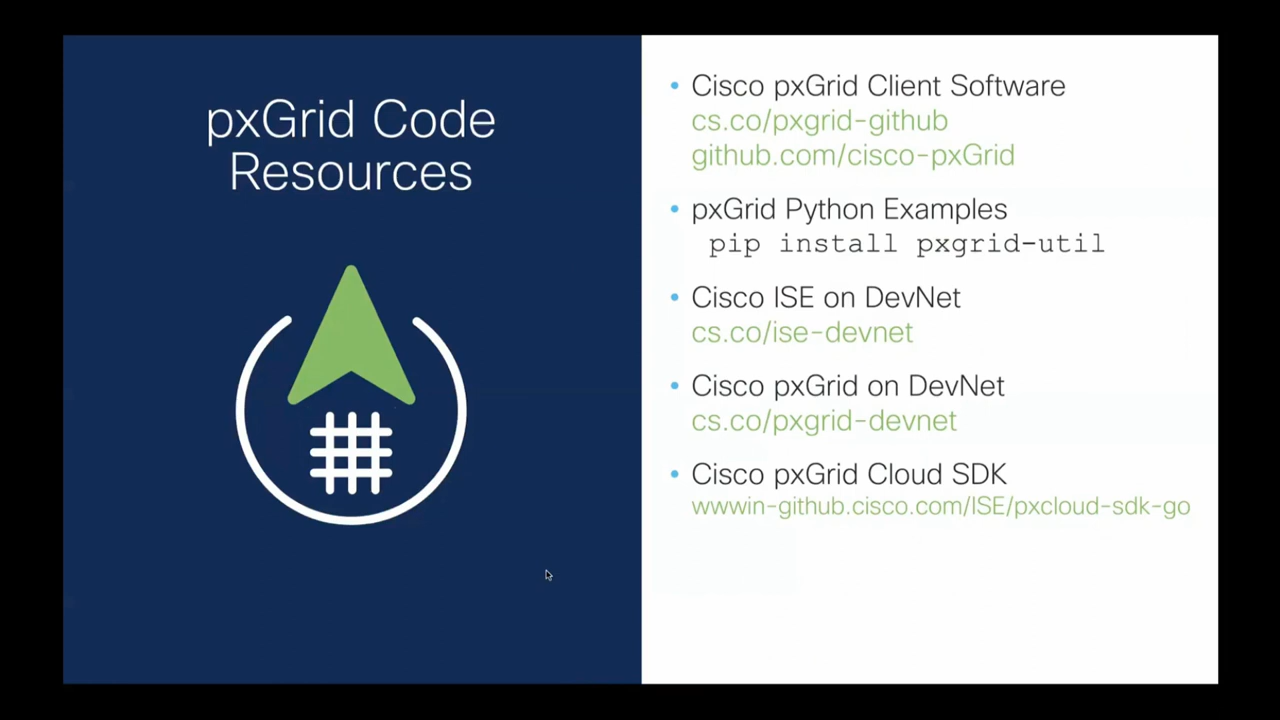 pxGrid Code
Resources
• Cisco pxGrid Client Software
cs.co/pxgrid-github
github.com/cisco-pxGrid
• pxGrid Python Examples
pip install pxgrid-util
• Cisco ISE on DevNet
cs.co/ise-devnet
• Cisco pxGrid on DevNet
cs.co/pxgrid-devnet
• Cisco pxGrid Cloud SDK
wwwin-github.cisco.com/ISE/pxcloud-sdk-go